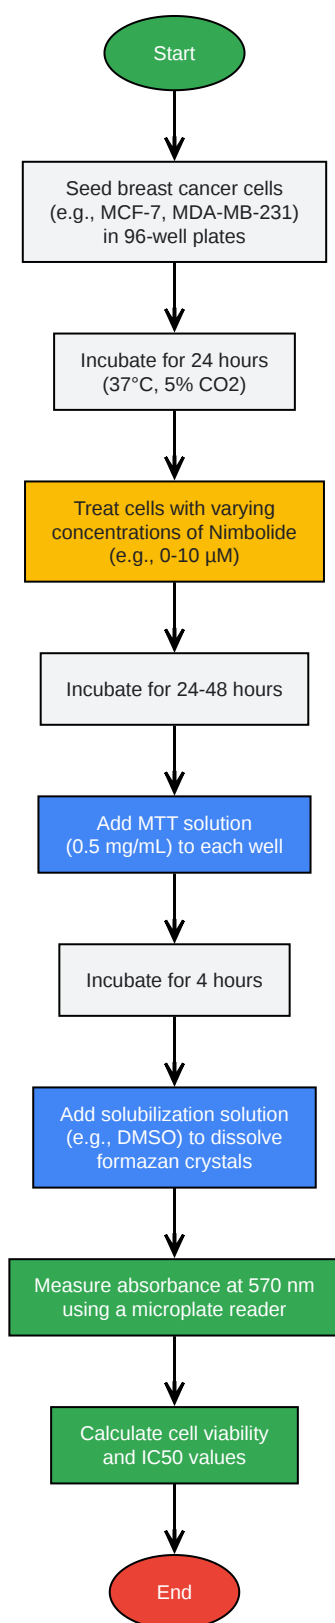 Start
Seed breast cancer cells
(e.g., MCF-7, MDA-MB-231)
in 96-well plates
Incubate for 24 hours
(37°C, 5% CO2)
Treat cells with varying
concentrations of Nimbolide
(e.g., 0-10 µM)
Incubate for 24-48 hours
Add MTT solution
(0.5 mg/mL) to each well
Incubate for 4 hours
Add solubilization solution
(e.g., DMSO) to dissolve
formazan crystals
Measure absorbance at 570 nm
using a microplate reader
Calculate cell viability
and IC50 values
End